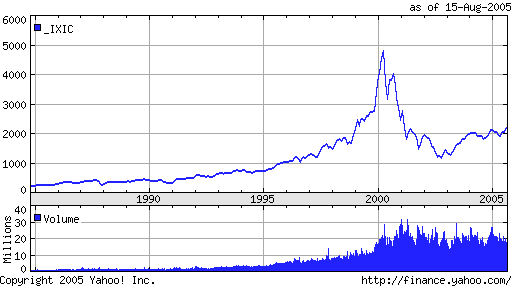 as of 15-Aug-2005
6000
_IXIC
5000
4000
3000
2000
1000
0
1990 1995 2000 2005
40
Volume
30
20
10
0
Millions
Copyright 2005 Yahoo! Inc. http://finance.yahoo.com/